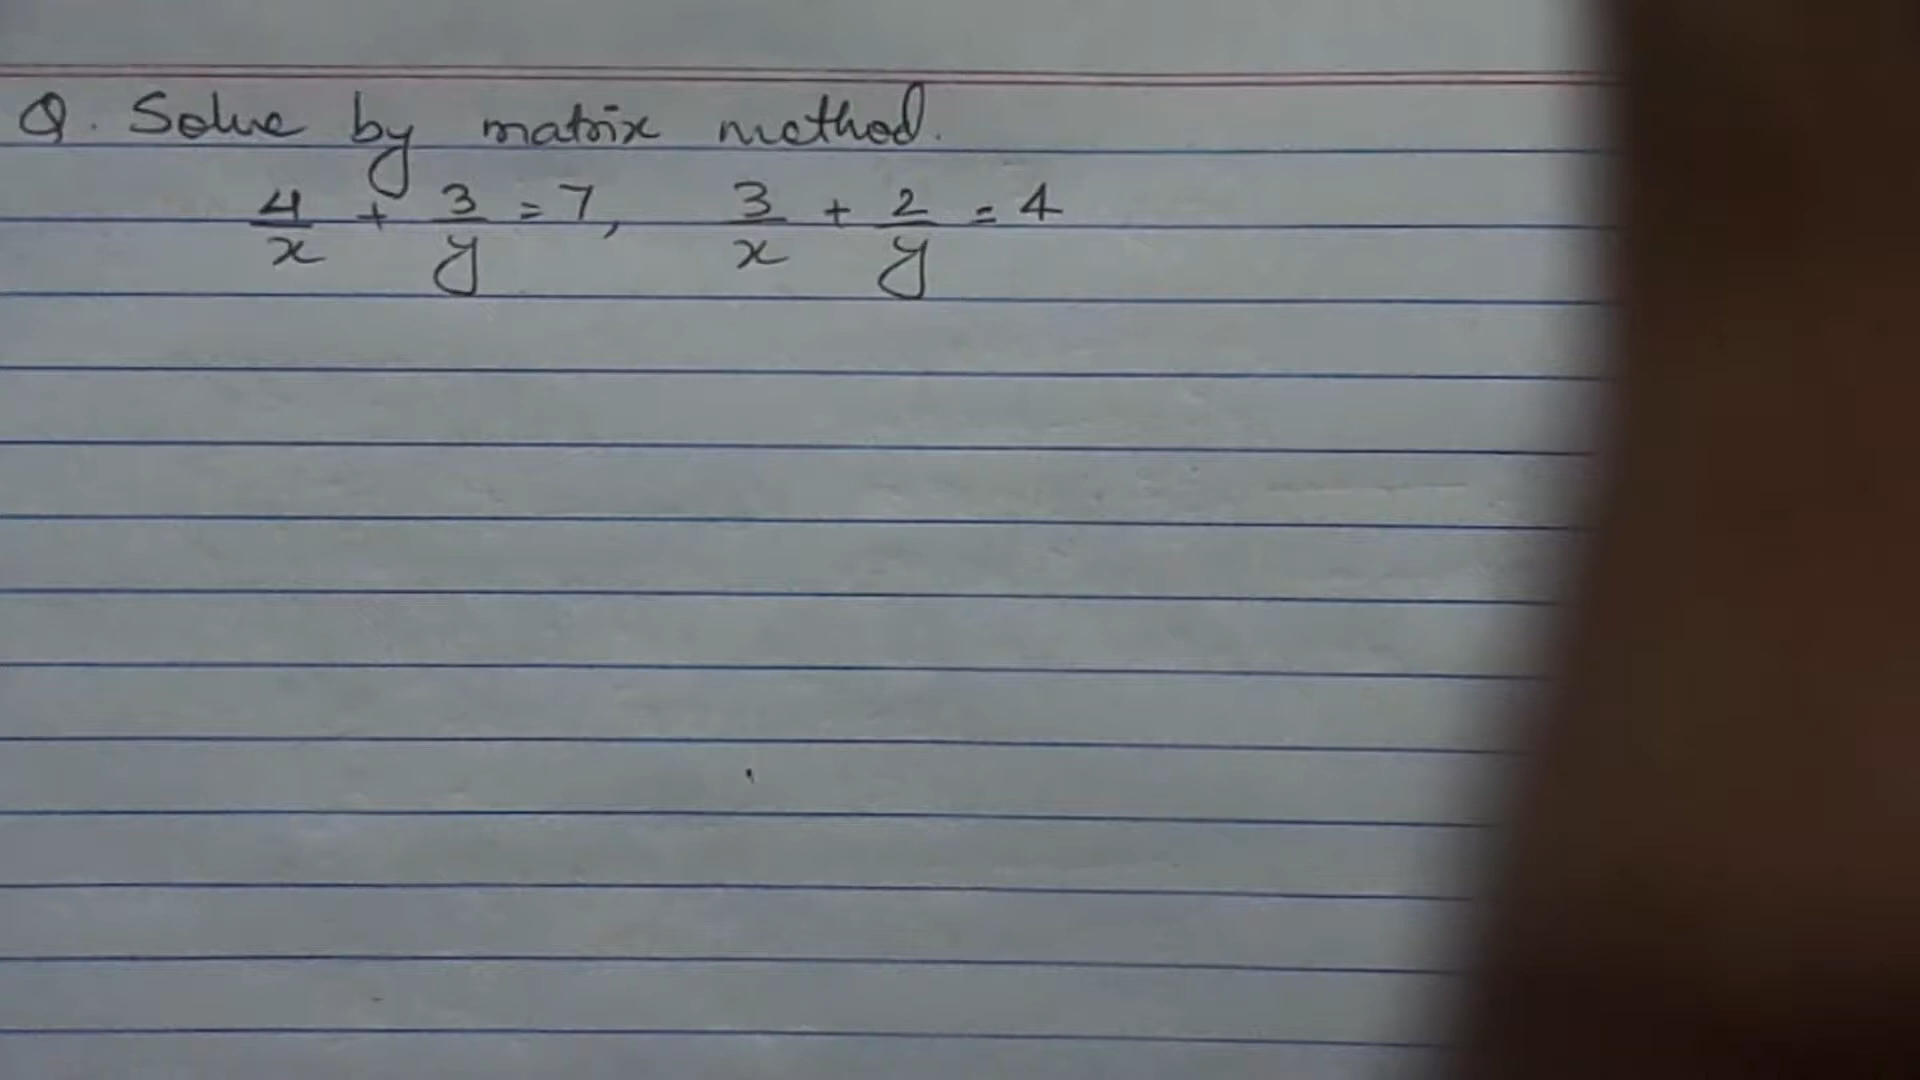 Q. Solve by matrix method.
4/x + 3/y = 7, 3/x + 2/y = 4